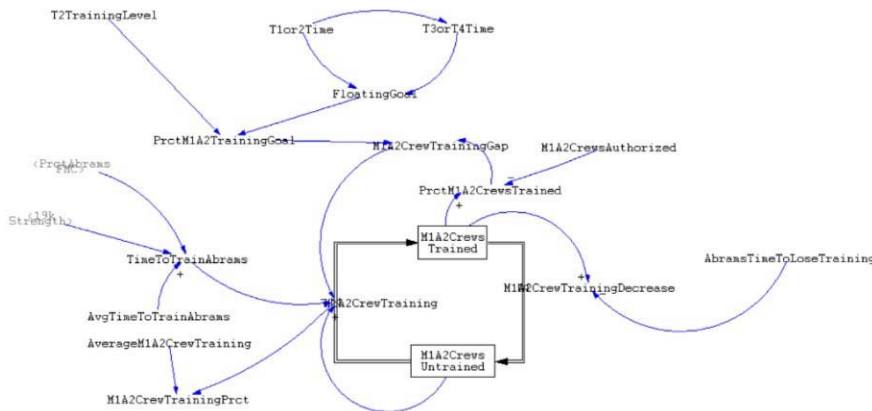 T2TrainingLevel
T1or2Time
T3orT4Time
FloatingGoal
PrctM1A2TrainingGoal
M1A2CrewTrainingGap
M1A2CrewsAuthorized
<PrctAbrams
FMC>
PrctM1A2CrewsTrained
-
+
<19k
Strength>
M1A2Crews
Trained
TimeToTrainAbrams
+
AbramsTimeToLoseTraining
+
M1A2CrewTrainingDecrease
-
M1A2CrewTraining
+
AvgTimeToTrainAbrams
AverageM1A2CrewTraining
M1A2Crews
Untrained
M1A2CrewTrainingPrct